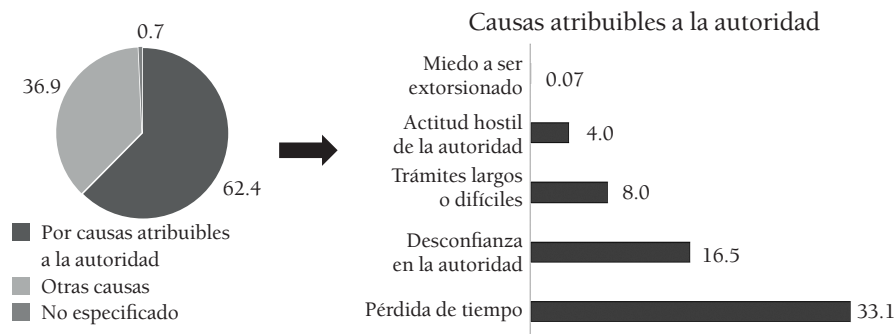 0.7
36.9
62.4
Por causas atribuibles
a la autoridad
Otras causas
No especificado
Causas atribuibles a la autoridad
Miedo a ser
extorsionado
0.07
Actitud hostil
de la autoridad
4.0
Trámites largos
o difíciles
8.0
Desconfianza
en la autoridad
16.5
Pérdida de tiempo
33.1